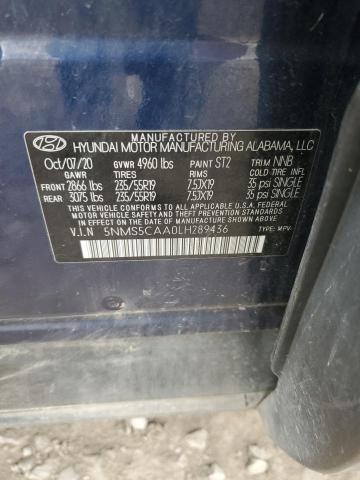 MANUFACTURED BY
HYUNDAI MOTOR MANUFACTURING ALABAMA, LLC
Oct/07/20 GVWR 4960 lbs PAINT ST2 TRIM NNB
GAWR TIRES RIMS COLD TIRE INFL
FRONT 2866 lbs 235/55R19 7.5JX19 35 psi SINGLE
REAR 3075 lbs 235/55R19 7.5JX19 35 psi SINGLE
THIS VEHICLE CONFORMS TO ALL APPLICABLE U.S.A. FEDERAL
MOTOR VEHICLE SAFETY, BUMPER, AND THEFT PREVENTION
STANDARDS IN EFFECT ON THE DATE OF MANUFACTURE SHOWN ABOVE.
V.I.N 5NMS5CAA0LH289436 TYPE: MPV